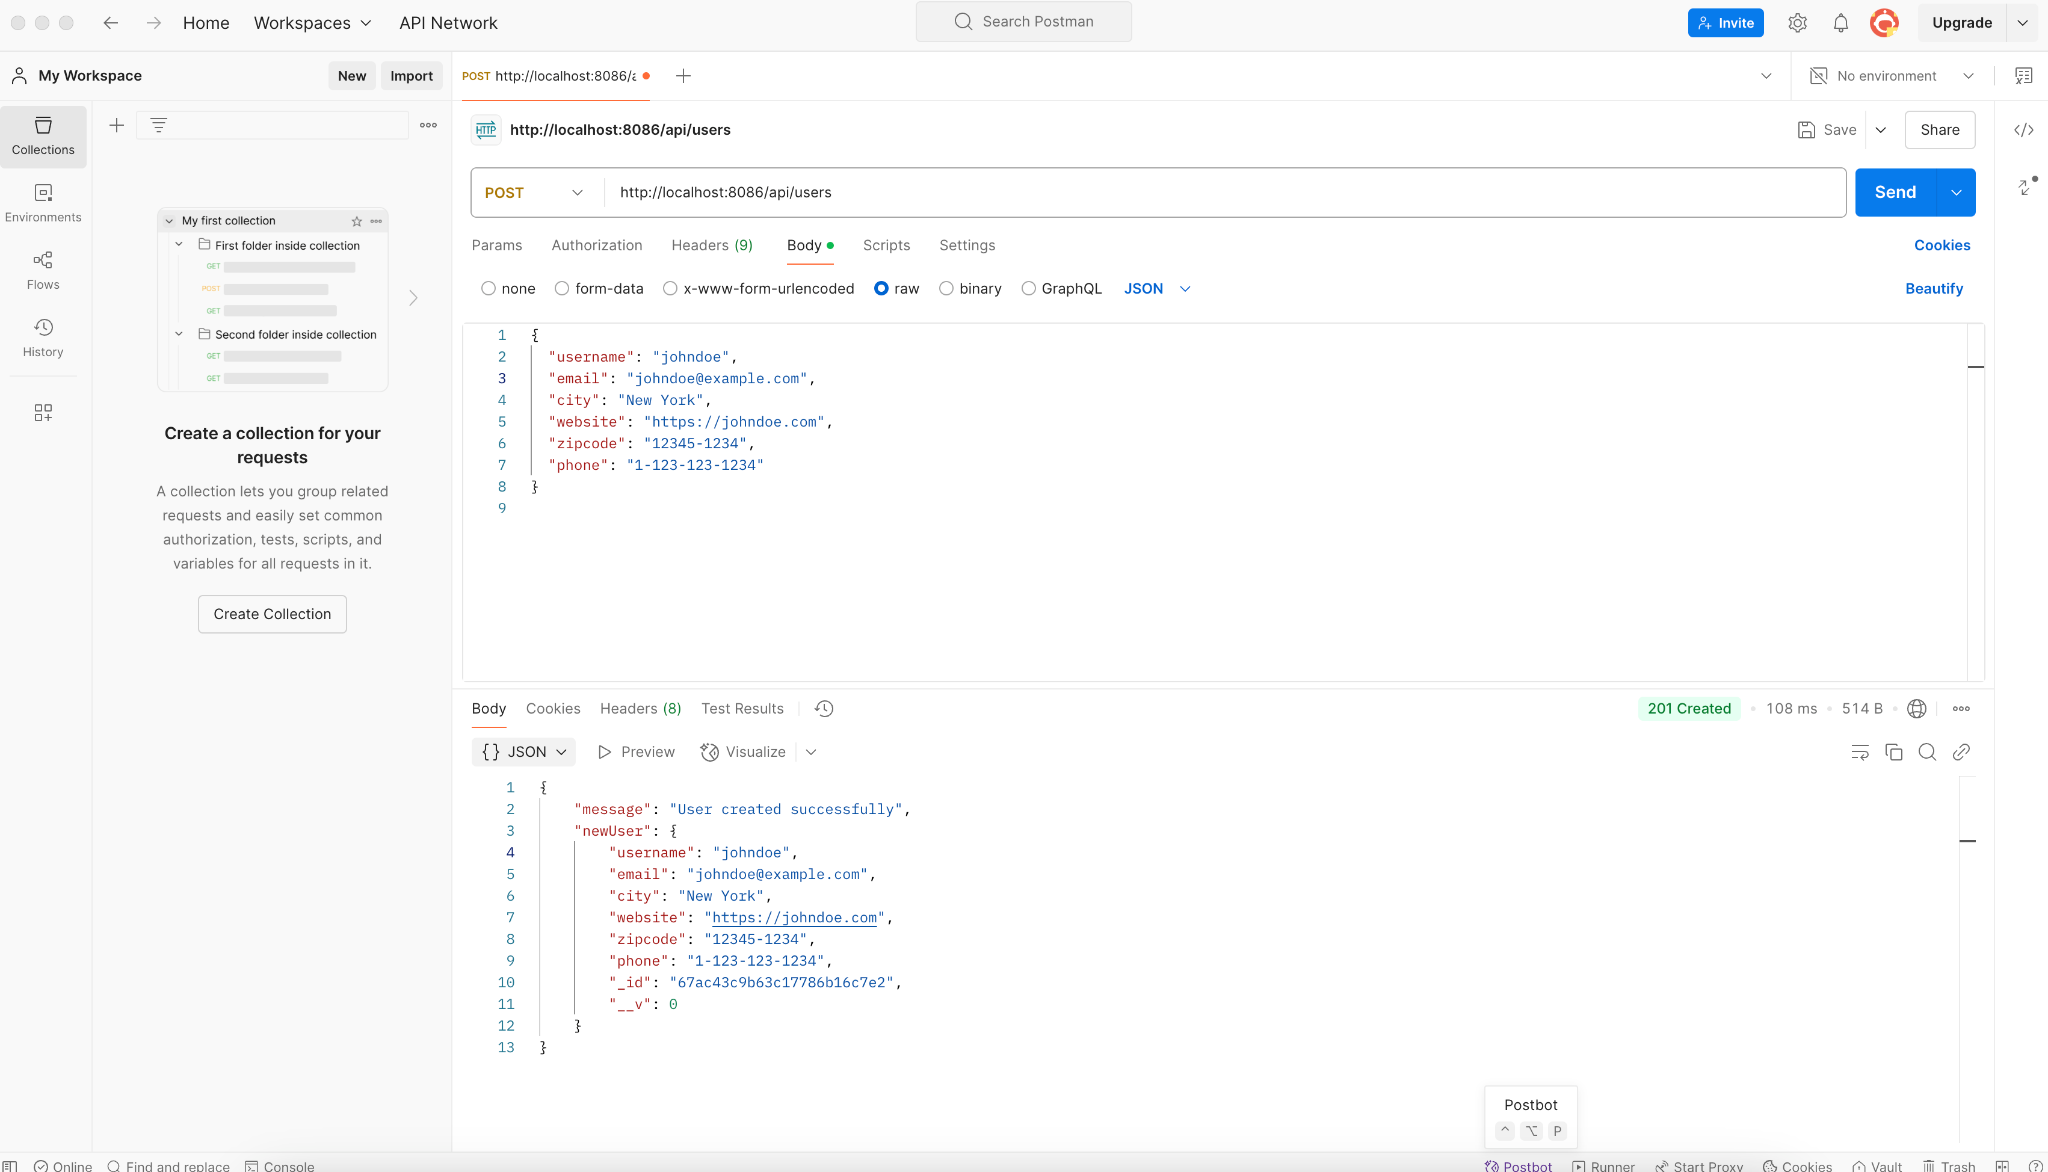 Home Workspaces API Network Search Postman Invite Upgrade
My Workspace New Import POST http://localhost:8086/a No environment
Collections
Environments
Flows
History
My first collection
First folder inside collection
GET
POST
GET
Second folder inside collection
GET
GET
Create a collection for your
requests
A collection lets you group related
requests and easily set common
authorization, tests, scripts, and
variables for all requests in it.
Create Collection
HTTP http://localhost:8086/api/users Save Share
POST http://localhost:8086/api/users Send
Params Authorization Headers (9) Body Scripts Settings Cookies
none form-data x-www-form-urlencoded raw binary GraphQL JSON Beautify
1 {
2 "username": "johndoe",
3 "email": "johndoe@example.com",
4 "city": "New York",
5 "website": "https://johndoe.com",
6 "zipcode": "12345-1234",
7 "phone": "1-123-123-1234"
8 }
9
Body Cookies Headers (8) Test Results 201 Created 108 ms 514 B
{} JSON Preview Visualize
1 {
2 "message": "User created successfully",
3 "newUser": {
4 "username": "johndoe",
5 "email": "johndoe@example.com",
6 "city": "New York",
7 "website": "https://johndoe.com",
8 "zipcode": "12345-1234",
9 "phone": "1-123-123-1234",
10 "_id": "67ac43c9b63c17786b16c7e2",
11 "__v": 0
12 }
13 }
Postbot
^ ⌥ P
Online Find and replace Console Postbot Runner Start Proxy Cookies Vault Trash